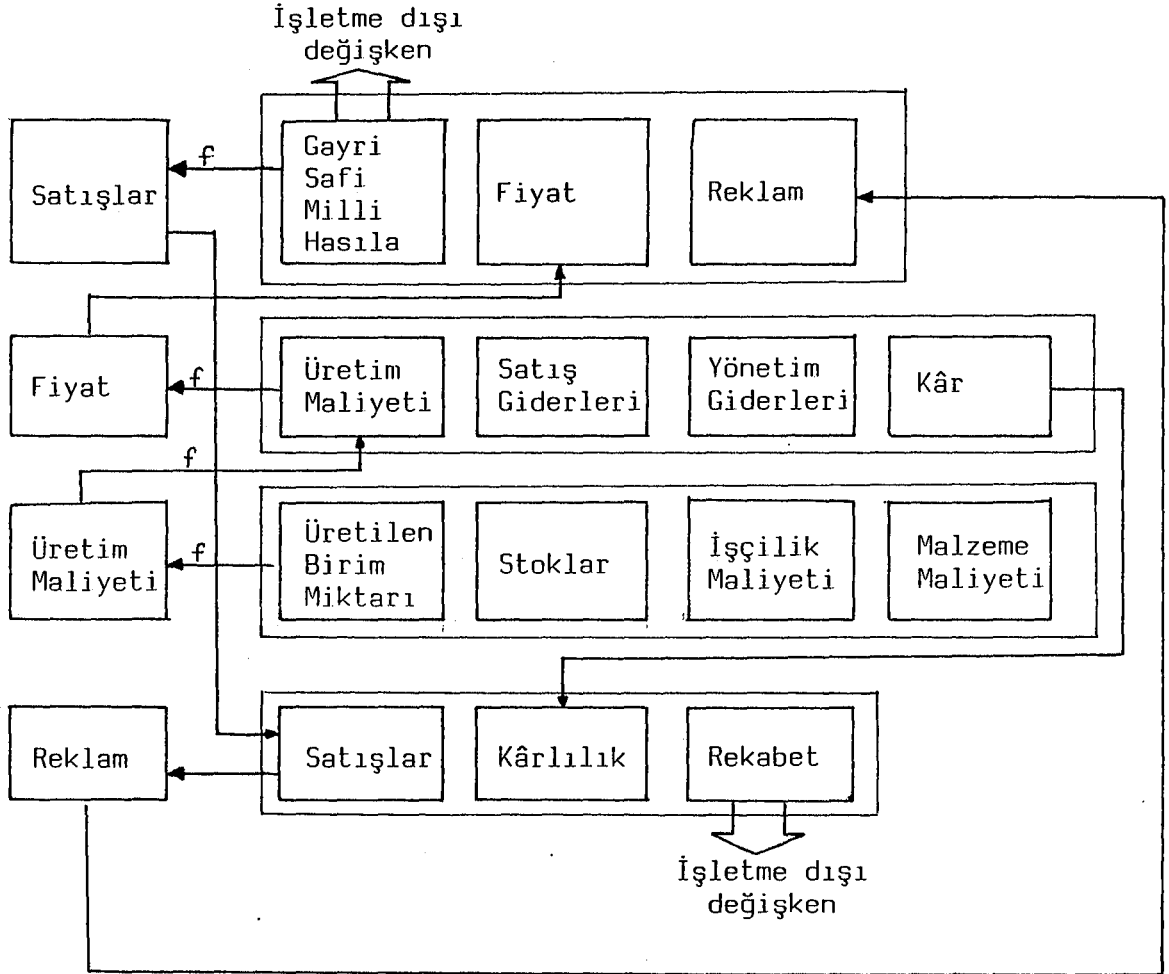 İşletme dışı
değişken
Satışlar
f
Gayri
Safi
Milli
Hasıla
Fiyat
Reklam
Fiyat
f
Üretim
Maliyeti
Satış
Giderleri
Yönetim
Giderleri
Kâr
f
Üretim
Maliyeti
f
Üretilen
Birim
Miktarı
Stoklar
İşçilik
Maliyeti
Malzeme
Maliyeti
Reklam
Satışlar
Kârlılık
Rekabet
İşletme dışı
değişken